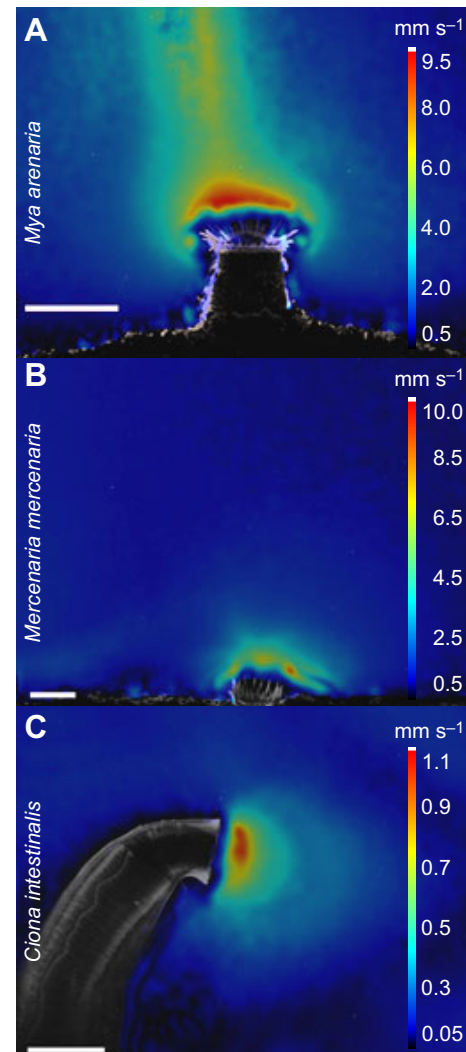 A
mm s–1
9.5
8.0
6.0
4.0
2.0
0.5
Mya arenaria
B
mm s–1
10.0
8.5
6.5
4.5
2.5
0.5
Mercenaria mercenaria
C
mm s–1
1.1
0.9
0.7
0.5
0.3
0.05
Ciona intestinalis